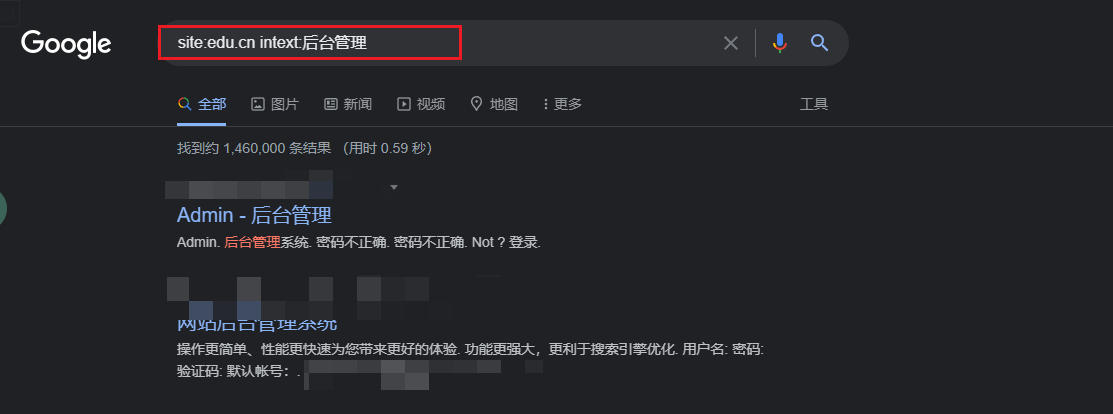 Google
site:edu.cn intext:后台管理
全部 图片 新闻 视频 地图 更多 工具
找到约 1,460,000 条结果 （用时 0.59 秒）
Admin - 后台管理
Admin. 后台管理系统. 密码不正确. 密码不正确. Not ? 登录.
网站后台管理系统
操作更简单、性能更快速为您带来更好的体验. 功能更强大，更利于搜索引擎优化. 用户名: 密码:
验证码: 默认帐号：.